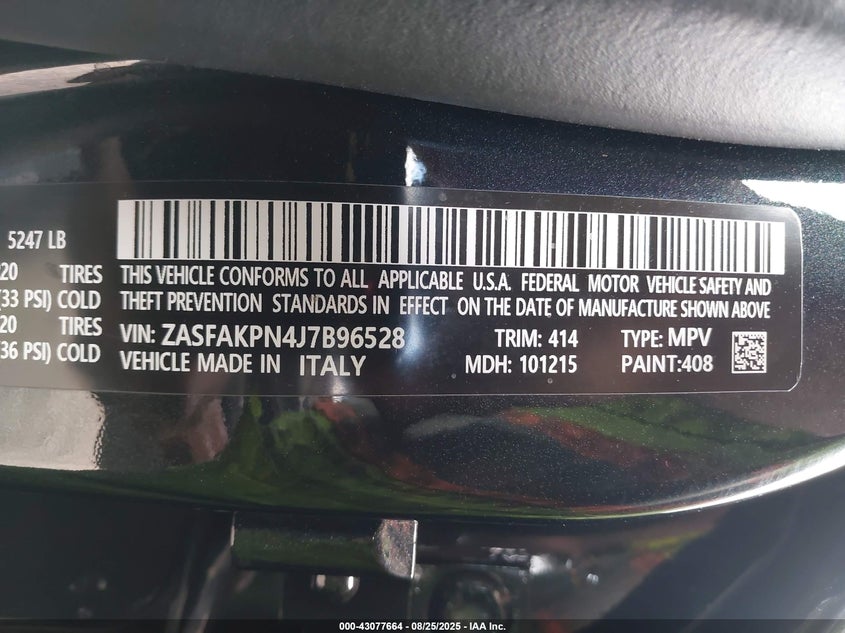 5247 LB
20 TIRES
(33 PSI) COLD
20 TIRES
(36 PSI) COLD
THIS VEHICLE CONFORMS TO ALL APPLICABLE U.S.A. FEDERAL MOTOR VEHICLE SAFETY AND
THEFT PREVENTION STANDARDS IN EFFECT ON THE DATE OF MANUFACTURE SHOWN ABOVE
VIN: ZASFAKPN4J7B96528 TRIM: 414 TYPE: MPV
VEHICLE MADE IN ITALY MDH: 101215 PAINT:408
000-43077664 - 08/25/2025 - IAA Inc.